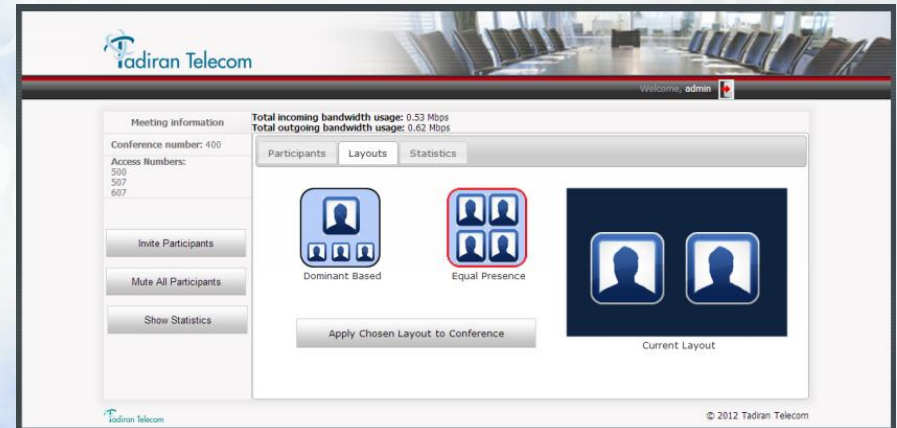 Tadiran Telecom
Welcome, admin
Meeting information
Conference number: 400
Access Numbers:
500
507
607
Invite Participants
Mute All Participants
Show Statistics
Total incoming bandwidth usage: 0.53 Mbps
Total outgoing bandwidth usage: 0.62 Mbps
Participants Layouts Statistics
Dominant Based
Equal Presence
Apply Chosen Layout to Conference
Current Layout
Tadiran Telecom
© 2012 Tadiran Telecom